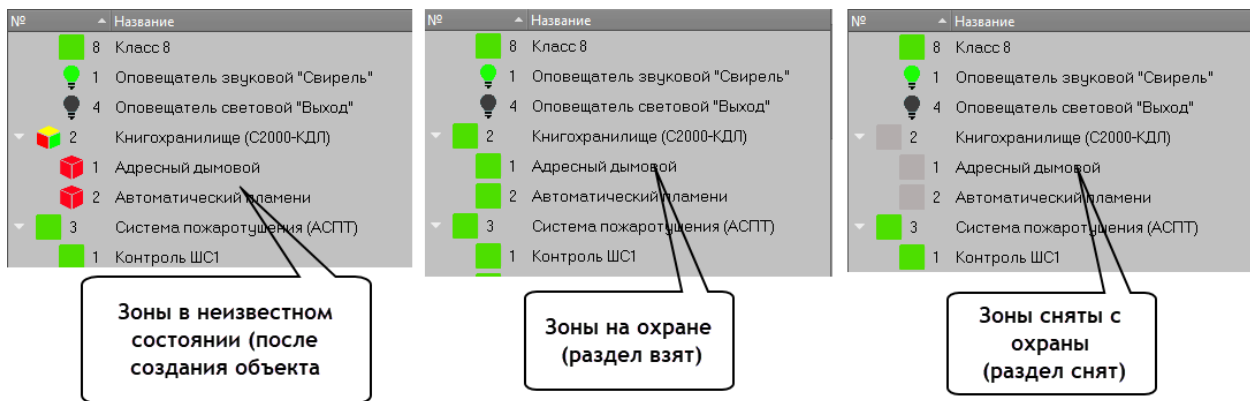 № Название
8 Класс 8
1 Оповещатель звуковой "Свирель"
4 Оповещатель световой "Выход"
2 Книгохранилище (С2000-КДЛ)
1 Адресный дымовой
2 Автоматический пламени
3 Система пожаротушения (АСПТ)
1 Контроль ШС1
Зоны в неизвестном
состоянии (после
создания объекта
№ Название
8 Класс 8
1 Оповещатель звуковой "Свирель"
4 Оповещатель световой "Выход"
2 Книгохранилище (С2000-КДЛ)
1 Адресный дымовой
2 Автоматический пламени
3 Система пожаротушения (АСПТ)
1 Контроль ШС1
Зоны на охране
(раздел взят)
№ Название
8 Класс 8
1 Оповещатель звуковой "Свирель"
4 Оповещатель световой "Выход"
2 Книгохранилище (С2000-КДЛ)
1 Адресный дымовой
2 Автоматический пламени
3 Система пожаротушения (АСПТ)
1 Контроль ШС1
Зоны сняты с
охраны
(раздел снят)